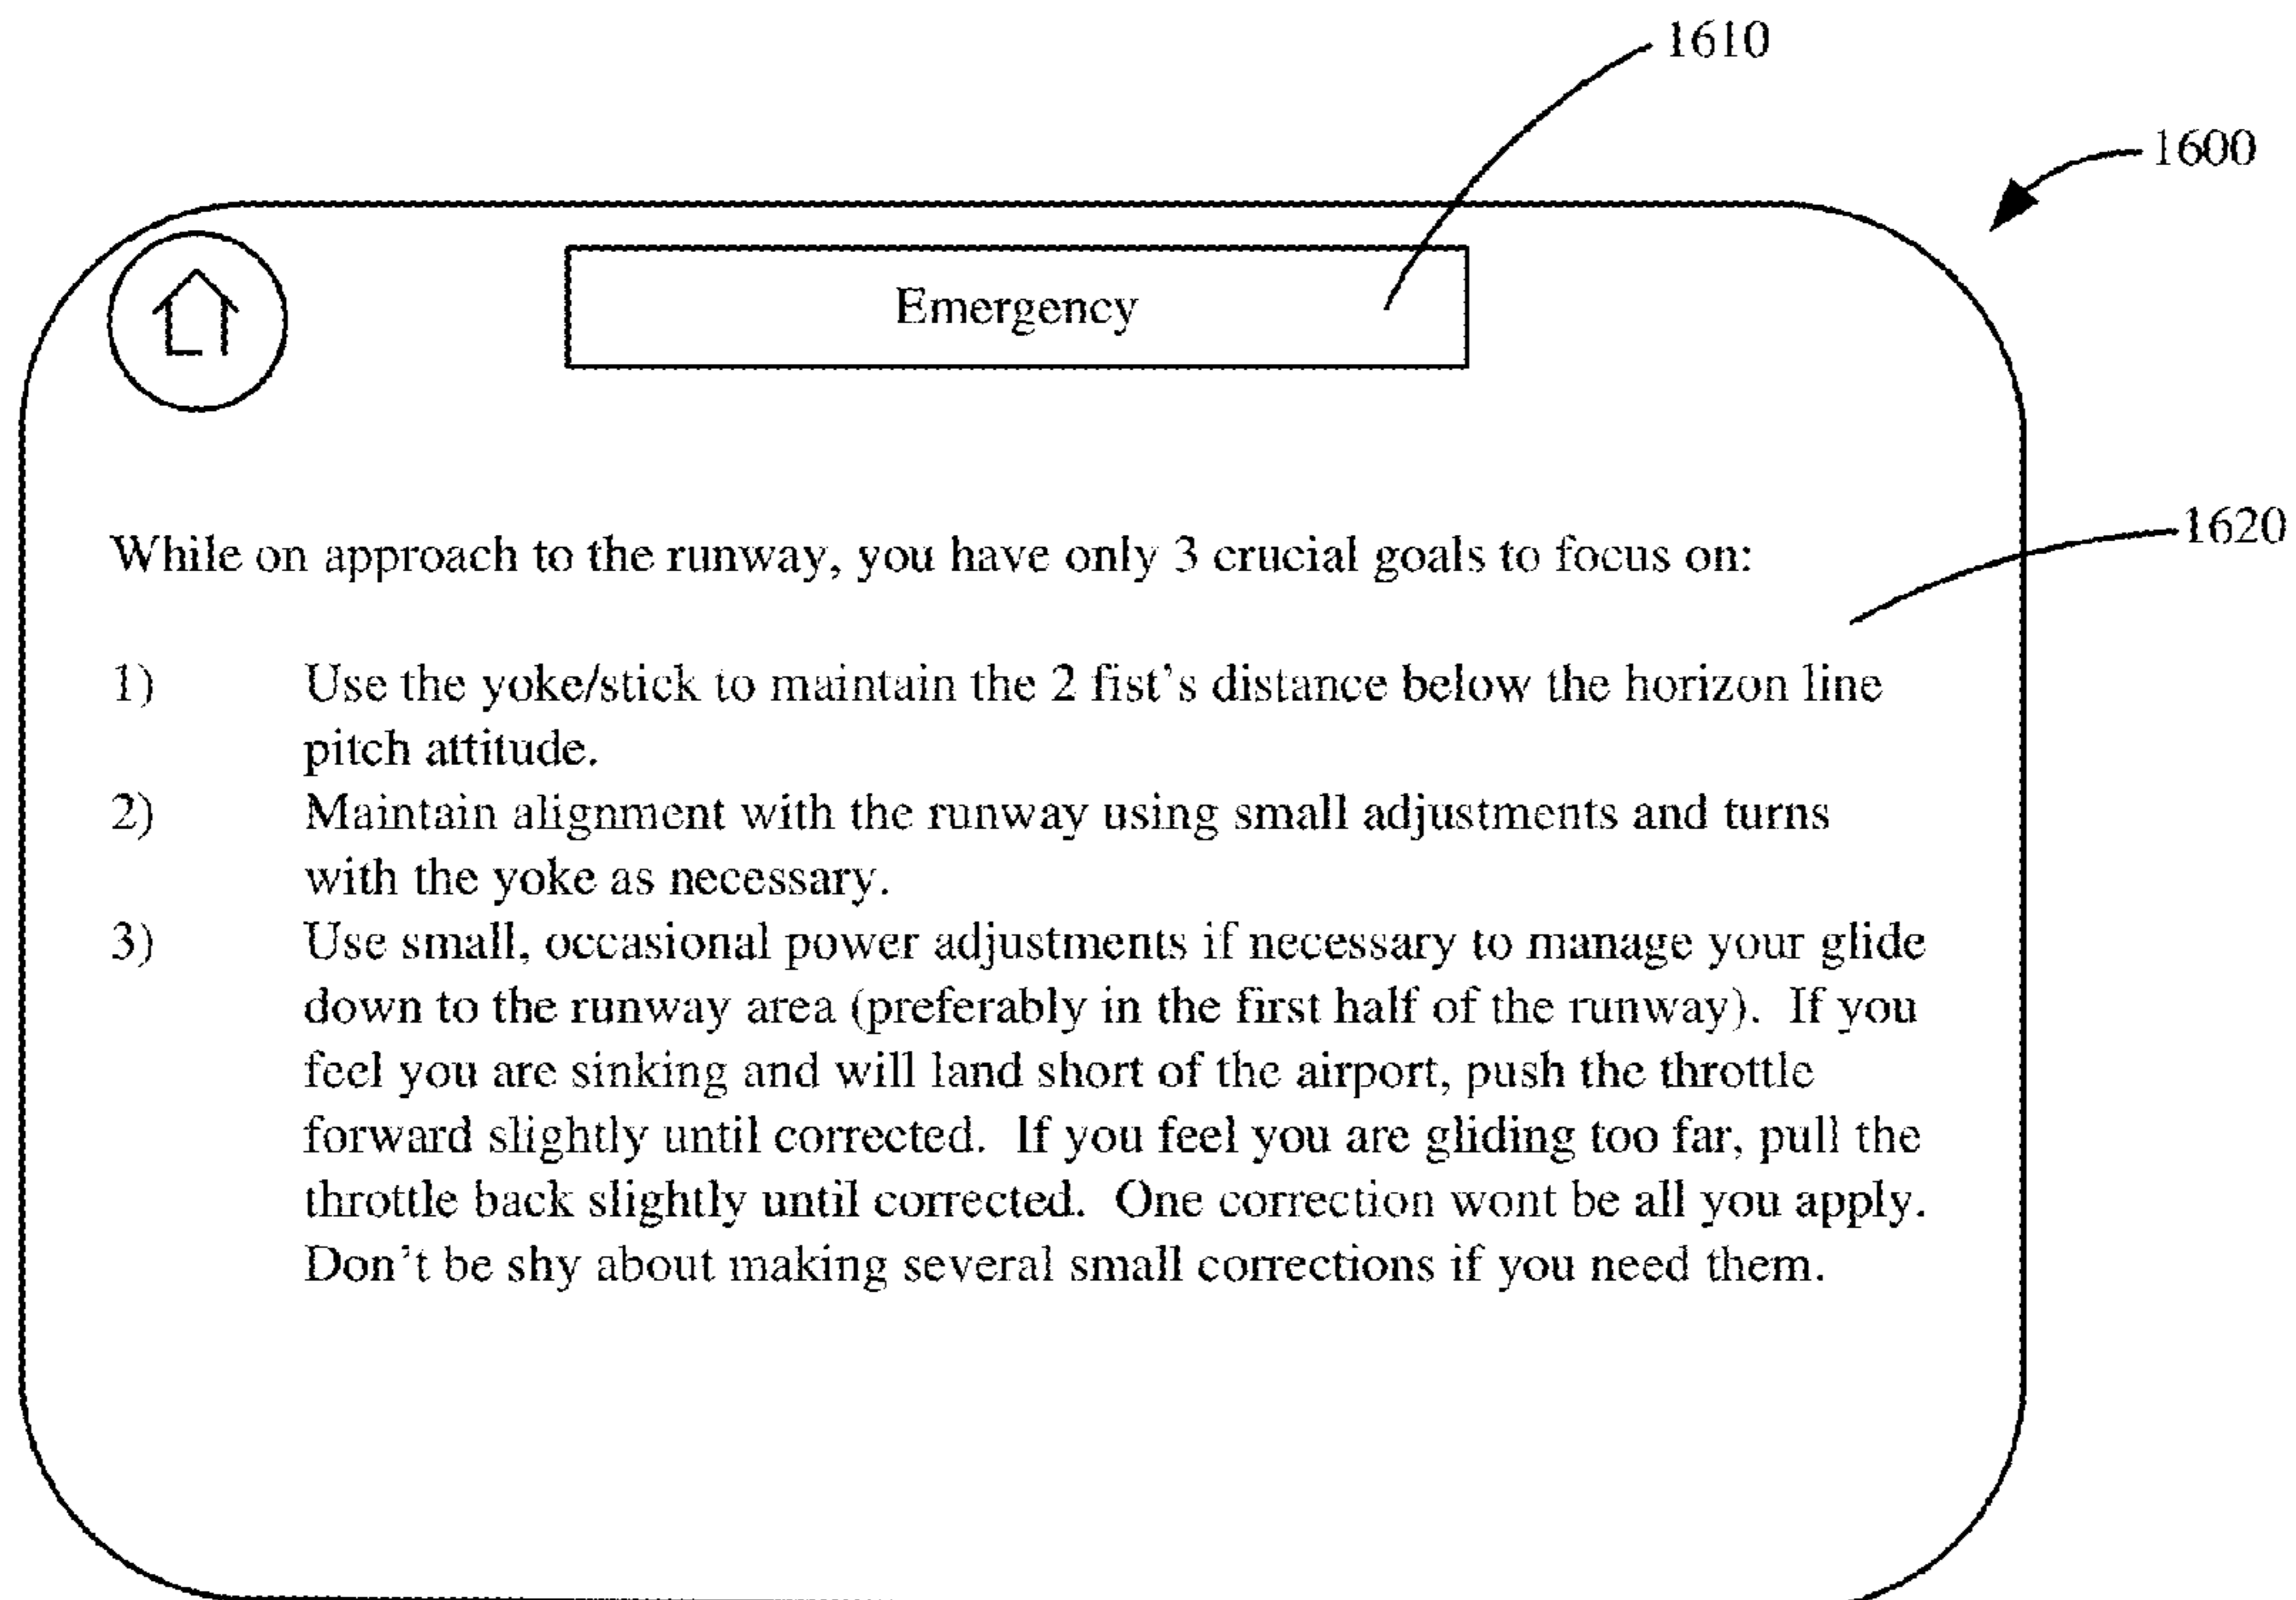 1610
1600
Emergency
While on approach to the runway, you have only 3 crucial goals to focus on:
1620
1) Use the yoke/stick to maintain the 2 fist's distance below the horizon line
pitch attitude.
2) Maintain alignment with the runway using small adjustments and turns
with the yoke as necessary.
3) Use small, occasional power adjustments if necessary to manage your glide
down to the runway area (preferably in the first half of the runway).  If you
feel you are sinking and will land short of the airport, push the throttle
forward slightly until corrected.  If you feel you are gliding too far, pull the
throttle back slightly until corrected.  One correction wont be all you apply.
Don't be shy about making several small corrections if you need them.